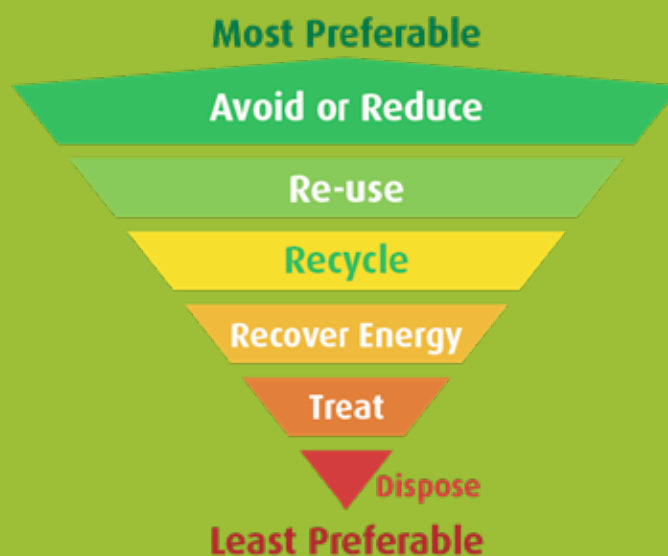 Most Preferable
Avoid or Reduce
Re-use
Recycle
Recover Energy
Treat
Dispose
Least Preferable